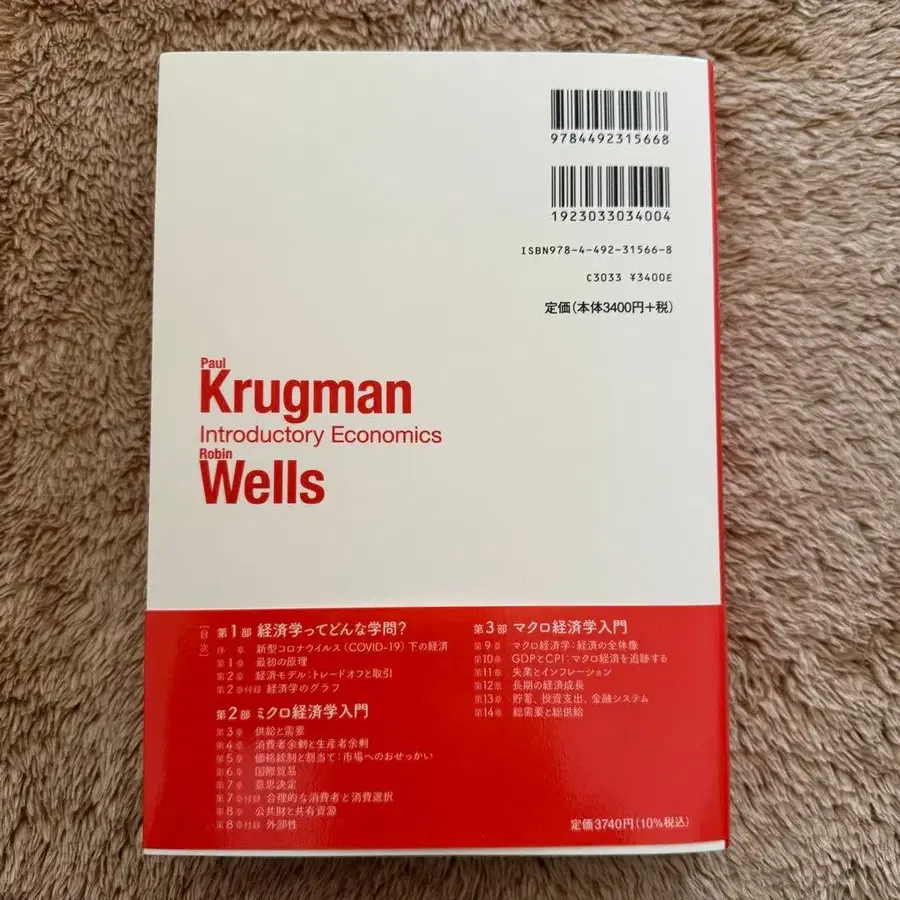 9784492315668
1923033034004
ISBN978-4-492-31566-8
C3033 ¥3400E
定価(本体3400円+税)
Paul
Krugman
Introductory Economics
Robin
Wells
[目次]
第1部 経済学ってどんな学問?
序章 新型コロナウイルス(COVID-19)下の経済
第1章 最初の原理
第2章 経済モデル:トレードオフと取引
第2章付録 経済学のグラフ
第2部 ミクロ経済学入門
第3章 供給と需要
第4章 消費者余剰と生産者余剰
第5章 価格統制と割当て:市場へのおせっかい
第6章 国際貿易
第7章 意思決定
第7章付録 合理的な消費者と消費選択
第8章 公共財と共有資源
第8章付録 外部性
第3部 マクロ経済学入門
第9章 マクロ経済学:経済の全体像
第10章 GDPとCPI:マクロ経済を追跡する
第11章 失業とインフレーション
第12章 長期の経済成長
第13章 貯蓄、投資支出、金融システム
第14章 総需要と総供給
定価3740円(10%税込)